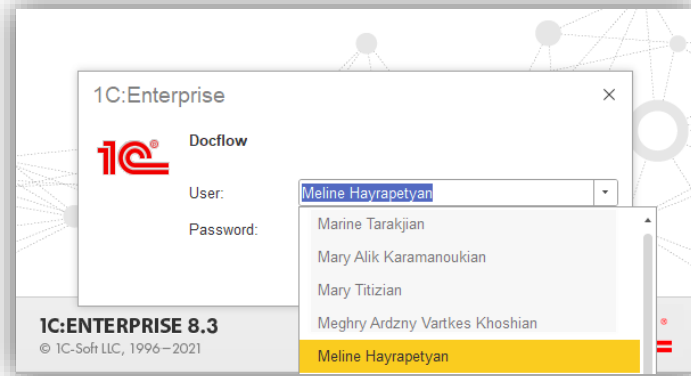 1C:Enterprise
1C®
Docflow
User: Meline Hayrapetyan
Password:
Marine Tarakjian
Mary Alik Karamanoukian
Mary Titizian
Meghry Ardzny Vartkes Khoshian
Meline Hayrapetyan
1C:ENTERPRISE 8.3
®
© 1C-Soft LLC, 1996–2021